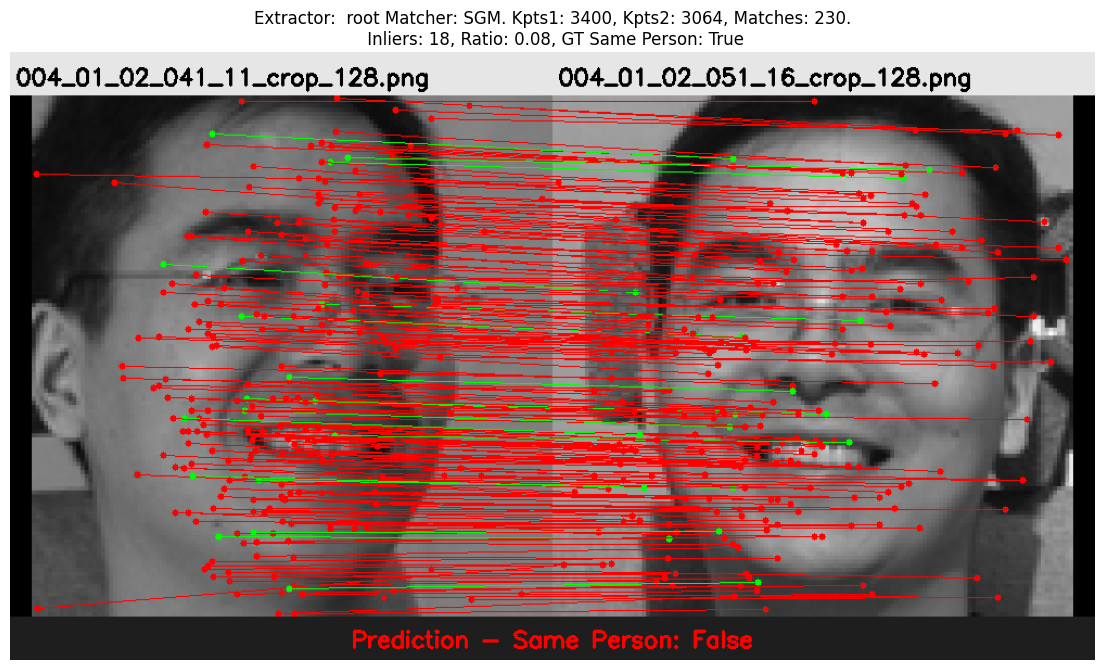 Extractor:  root Matcher: SGM. Kpts1: 3400, Kpts2: 3064, Matches: 230.
Inliers: 18, Ratio: 0.08, GT Same Person: True
004_01_02_041_11_crop_128.png 004_01_02_051_16_crop_128.png
Prediction - Same Person: False